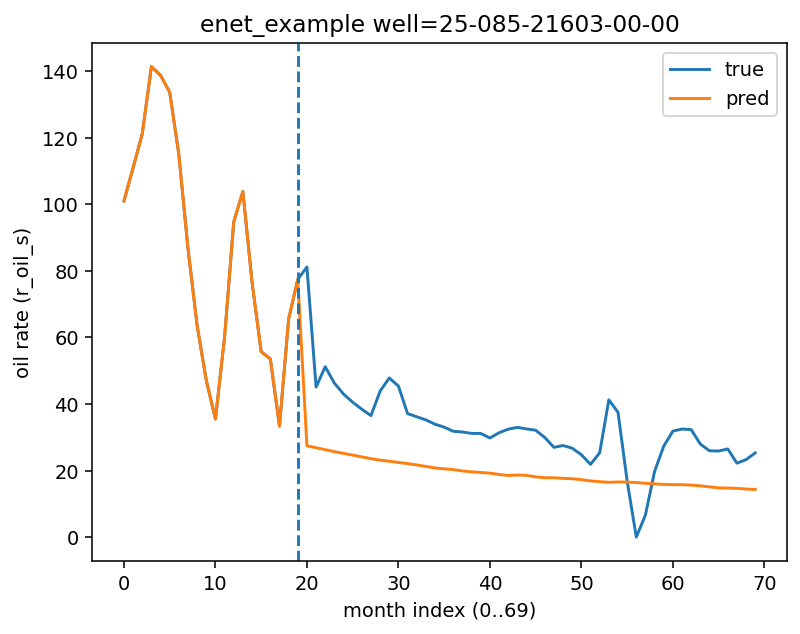 enet_example well=25-085-21603-00-00
true
pred
140
120
100
80
60
40
20
0
oil rate (r_oil_s)
0 10 20 30 40 50 60 70
month index (0..69)